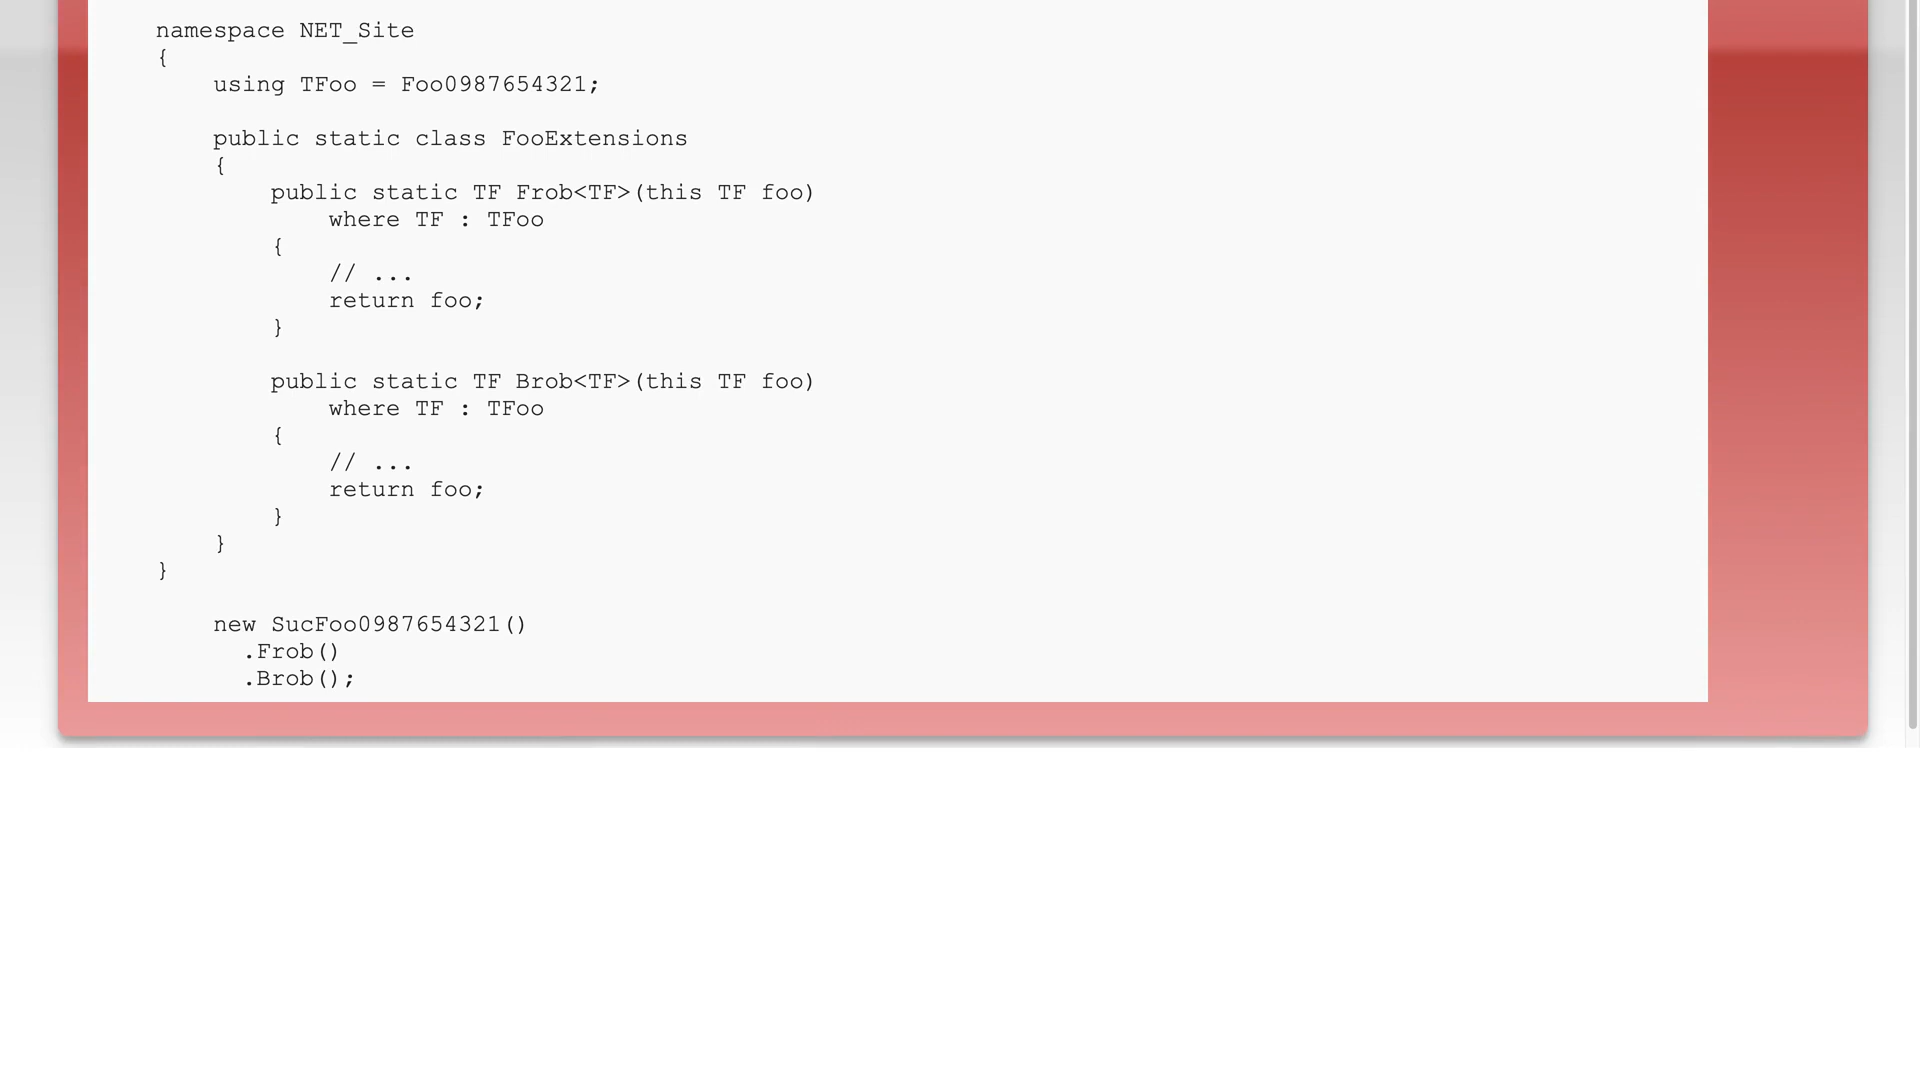 namespace NET_Site
{
    using TFoo = Foo0987654321;

    public static class FooExtensions
    {
        public static TF Frob<TF>(this TF foo)
            where TF : TFoo
        {
            // ...
            return foo;
        }

        public static TF Brob<TF>(this TF foo)
            where TF : TFoo
        {
            // ...
            return foo;
        }
    }
}

    new SucFoo0987654321()
      .Frob()
      .Brob();